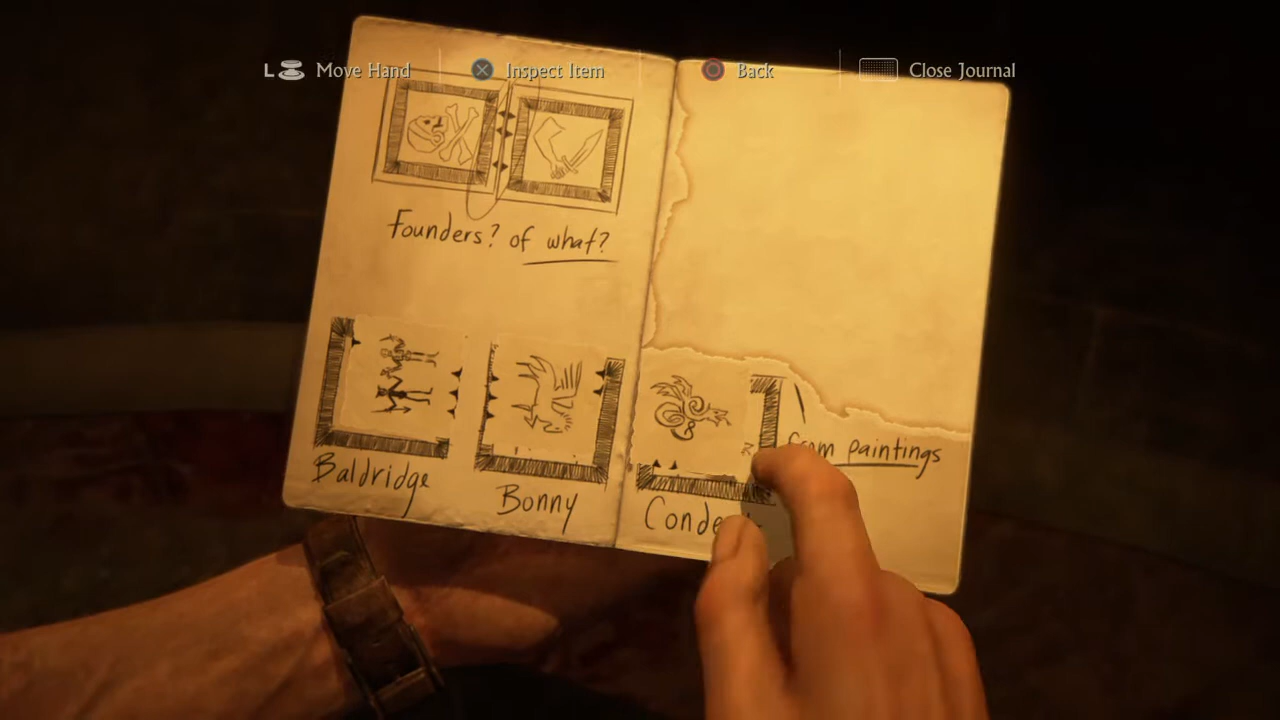 L Move Hand
Inspect Item
Back
Close Journal
Founders? of what?
from paintings
Baldridge
Bonny